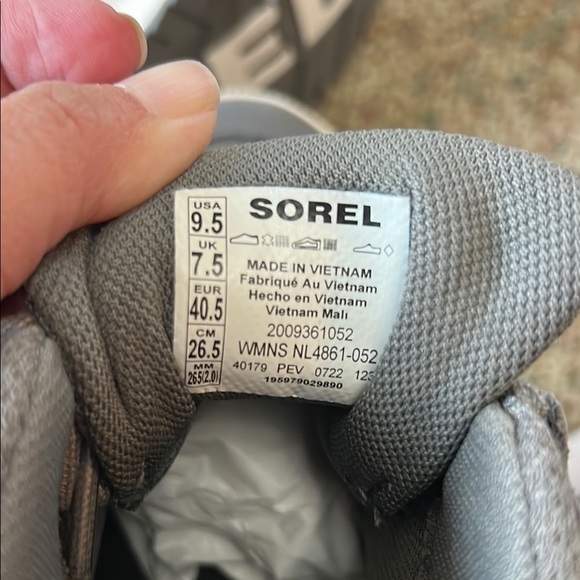 USA
9.5
UK
7.5
EUR
40.5
CM
26.5
MM
265(2.0)
SOREL
MADE IN VIETNAM
Fabriqué Au Vietnam
Hecho en Vietnam
Vietnam Malı
2009361052
WMNS NL4861-052
40179 PEV 0722
195979029890